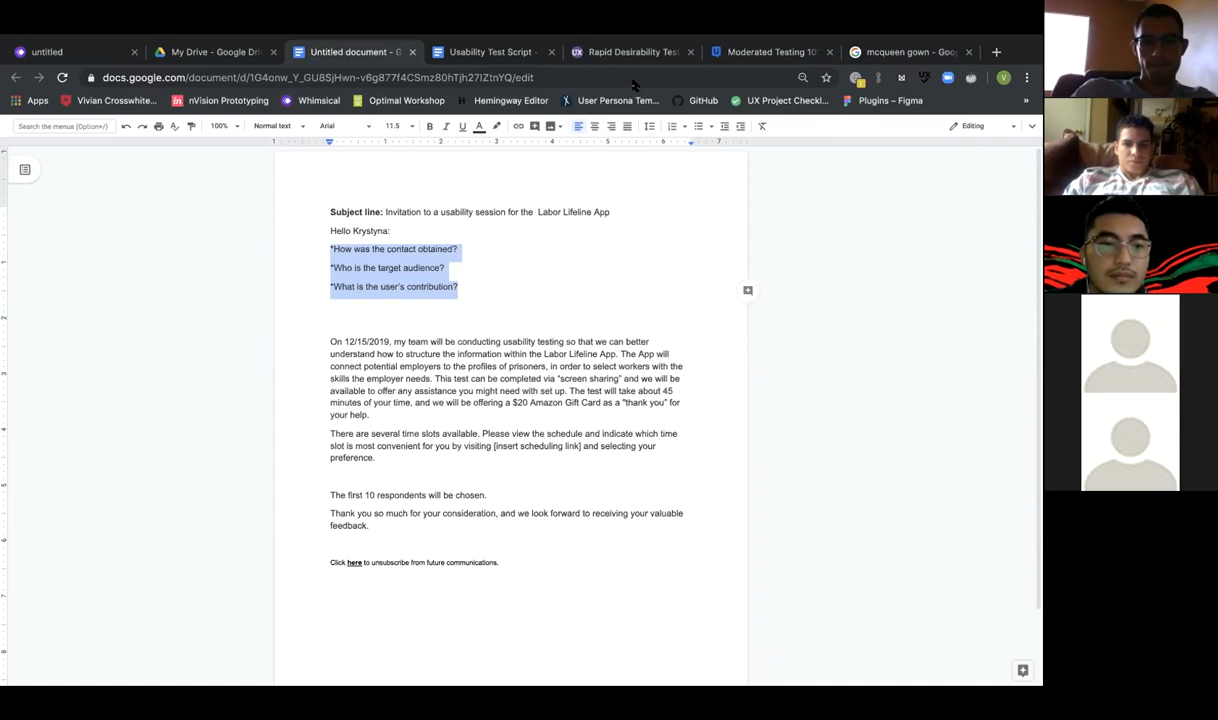 untitled
My Drive - Google Dri
Untitled document - G
Usability Test Script -
UX Rapid Desirability Test
Moderated Testing 10
mcqueen gown - Goog
docs.google.com/document/d/1G4onw_Y_GU8SjHwn-v6g877f4CSmz80hTjh27IZtnYQ/edit
V
Apps
Vivian Crosswhite...
in nVision Prototyping
Whimsical
Optimal Workshop
H Hemingway Editor
User Persona Tem...
GitHub
UX Project Checkl...
Plugins – Figma
Search the menus (Option+/)
100%
Normal text
Arial
11.5
B I U A
Editing
1 1 2 3 4 5 6 7
Subject line: Invitation to a usability session for the Labor Lifeline App
Hello Krystyna:
*How was the contact obtained?
*Who is the target audience?
*What is the user's contribution?
On 12/15/2019, my team will be conducting usability testing so that we can better
understand how to structure the information within the Labor Lifeline App. The App will
connect potential employers to the profiles of prisoners, in order to select workers with the
skills the employer needs. This test can be completed via “screen sharing” and we will be
available to offer any assistance you might need with set up. The test will take about 45
minutes of your time, and we will be offering a $20 Amazon Gift Card as a "thank you” for
your help.
There are several time slots available. Please view the schedule and indicate which time
slot is most convenient for you by visiting [insert scheduling link] and selecting your
preference.
The first 10 respondents will be chosen.
Thank you so much for your consideration, and we look forward to receiving your valuable
feedback.
Click here to unsubscribe from future communications.